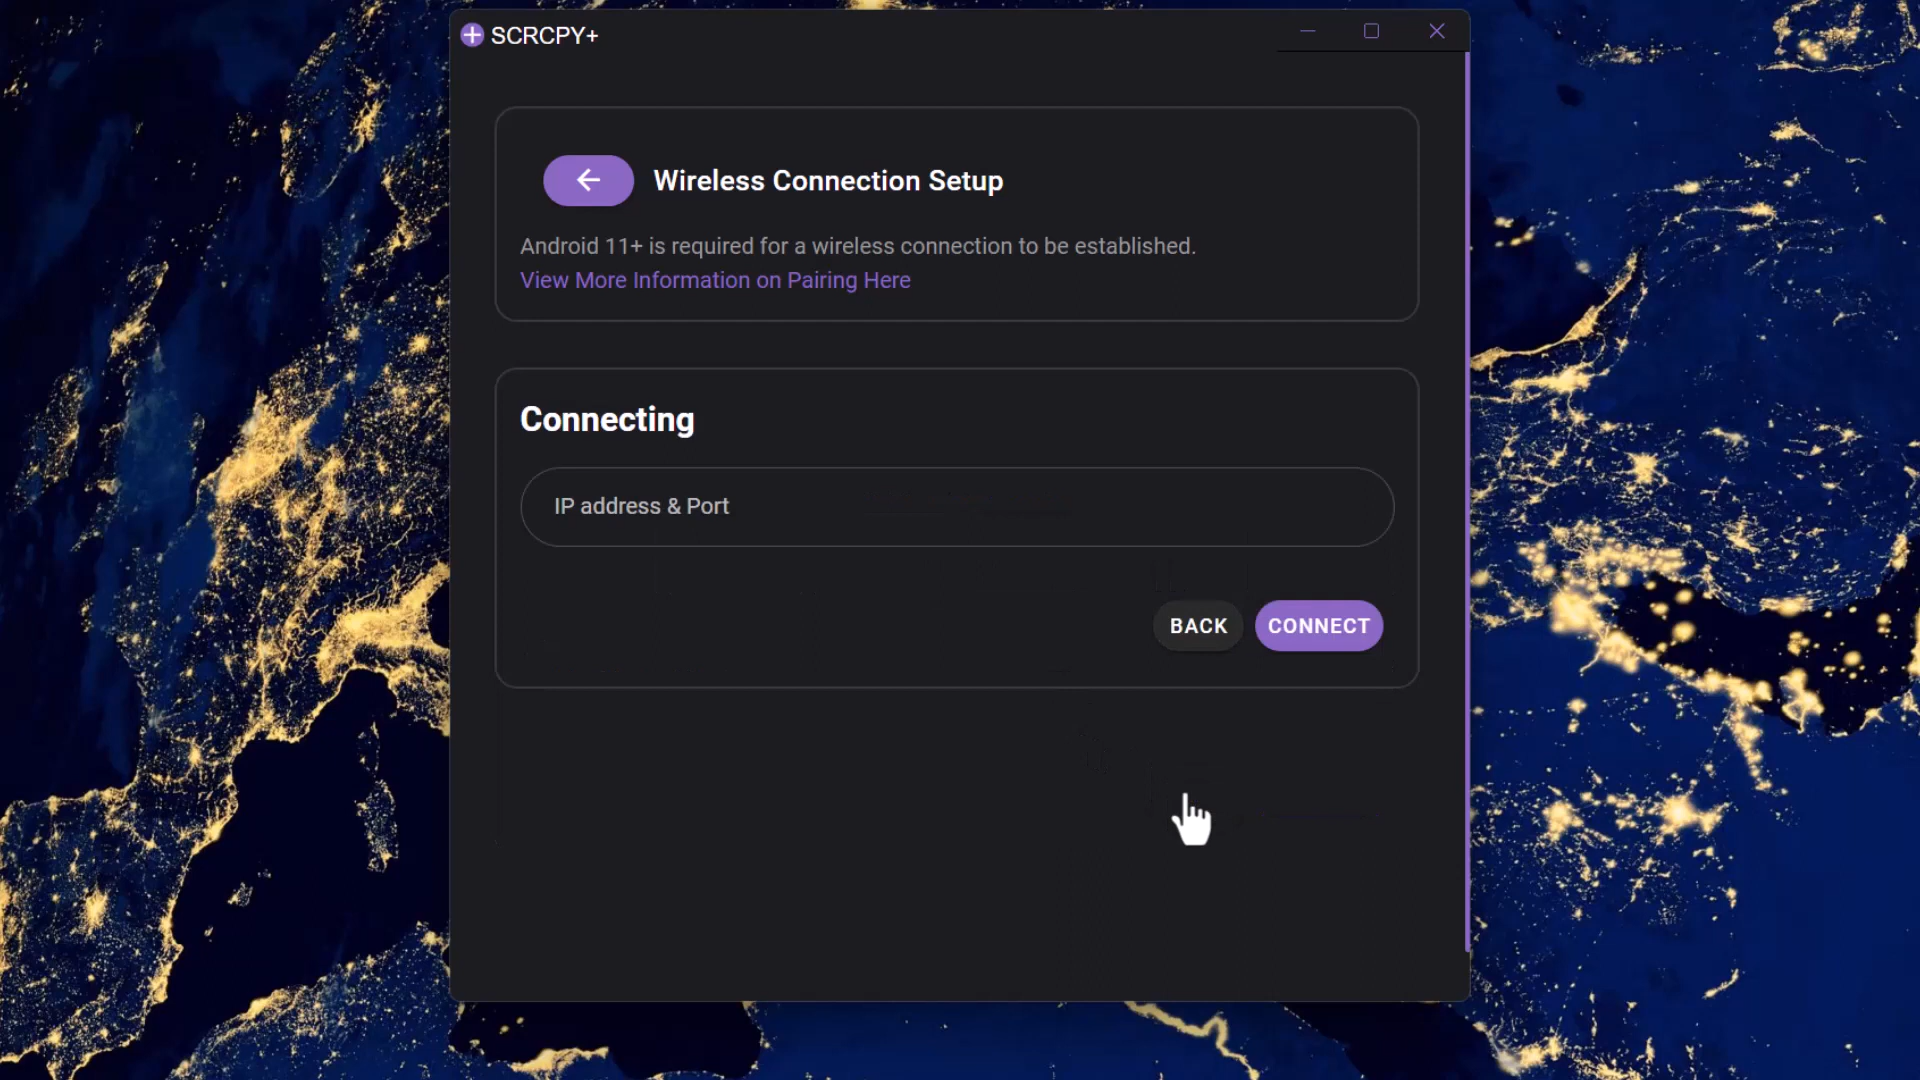 SCRCPY+
Wireless Connection Setup
Android 11+ is required for a wireless connection to be established.
View More Information on Pairing Here
Connecting
IP address & Port
BACK
CONNECT